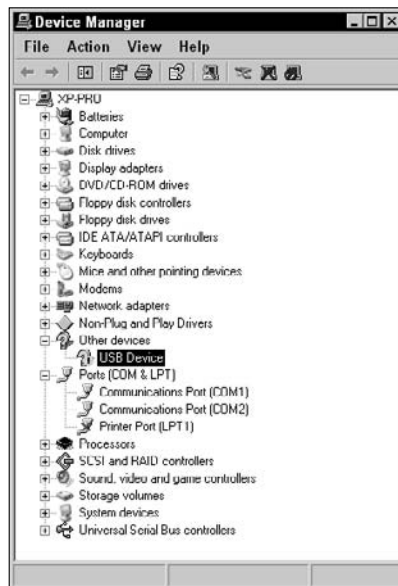 Device Manager
File Action View Help
XP-PRO
Batteries
Computer
Disk drives
Display adapters
DVD/CD-ROM drives
Floppy disk controllers
Floppy disk drives
IDE ATA/ATAPI controllers
Keyboards
Mice and other pointing devices
Modems
Network adapters
Non-Plug and Play Drivers
Other devices
USB Device
Ports (COM & LPT)
Communications Port (COM1)
Communications Port (COM2)
Printer Port (LPT1)
Processors
SCSI and RAID controllers
Sound, video and game controllers
Storage volumes
System devices
Universal Serial Bus controllers